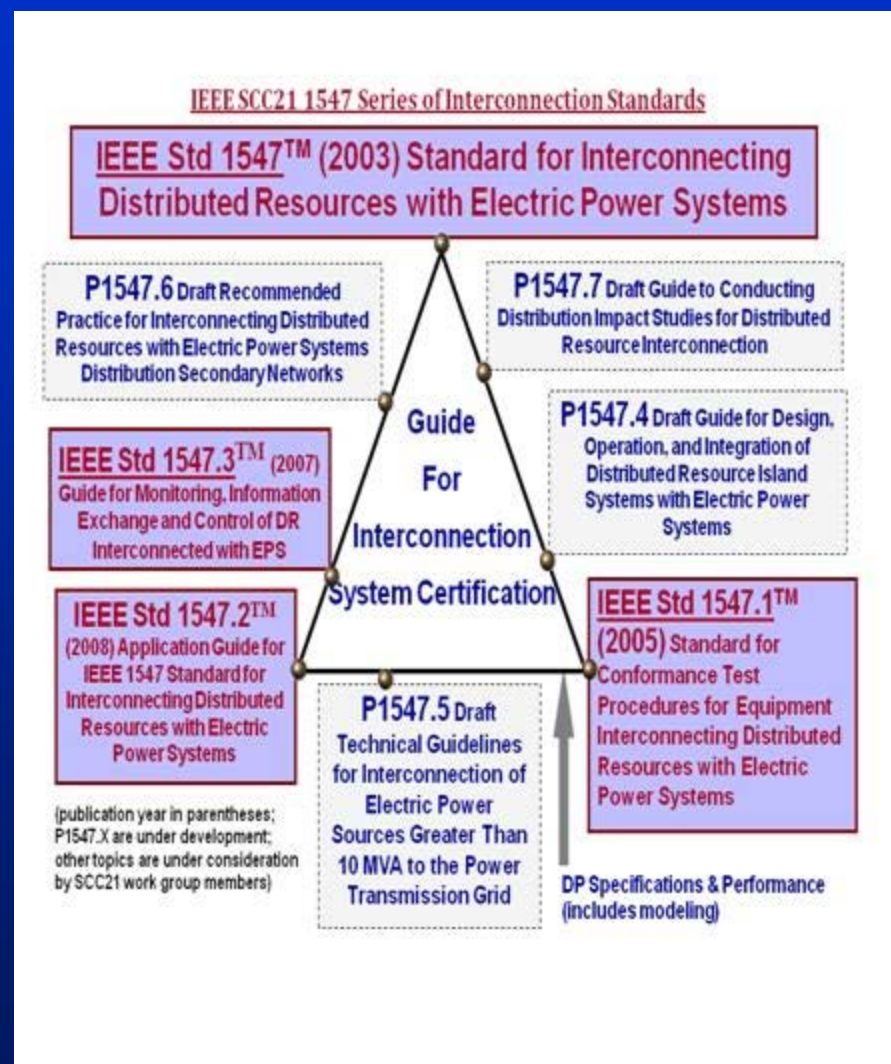 IEEE SCC21 1547 Series of Interconnection Standards
IEEE Std 1547™ (2003) Standard for Interconnecting
Distributed Resources with Electric Power Systems
P1547.6 Draft Recommended
Practice for Interconnecting Distributed
Resources with Electric Power Systems
Distribution Secondary Networks
P1547.7 Draft Guide to Conducting
Distribution Impact Studies for Distributed
Resource Interconnection
P1547.4 Draft Guide for Design,
Operation, and Integration of
Distributed Resource Island
Systems with Electric Power
Systems
IEEE Std 1547.3™ (2007)
Guide for Monitoring, Information
Exchange and Control of DR
Interconnected with EPS
Guide
For
Interconnection
System Certification
IEEE Std 1547.2™
(2008) Application Guide for
IEEE 1547 Standard for
Interconnecting Distributed
Resources with Electric
Power Systems
IEEE Std 1547.1™
(2005) Standard for
Conformance Test
Procedures for Equipment
Interconnecting Distributed
Resources with Electric
Power Systems
P1547.5 Draft
Technical Guidelines
for Interconnection of
Electric Power
Sources Greater Than
10 MVA to the Power
Transmission Grid
(publication year in parentheses;
P1547.X are under development;
other topics are under consideration
by SCC21 work group members)
DP Specifications & Performance
(includes modeling)